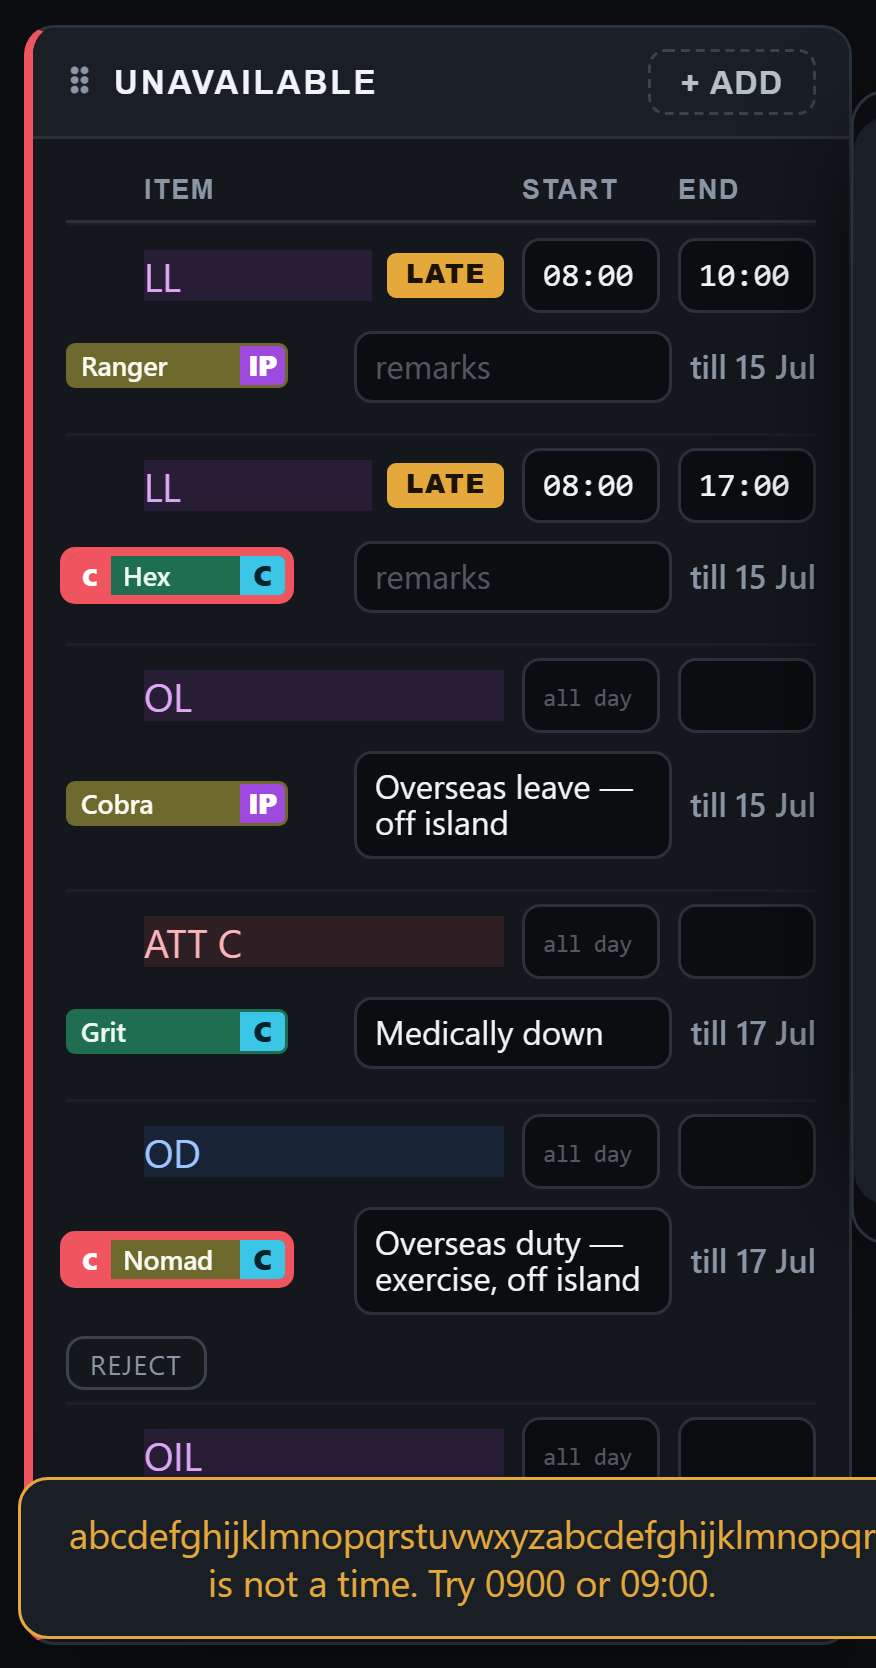 UNAVAILABLE + ADD
ITEM START END
LL LATE 08:00 10:00
Ranger IP remarks till 15 Jul
LL LATE 08:00 17:00
C Hex C remarks till 15 Jul
OL all day
Cobra IP Overseas leave — till 15 Jul
off island
ATT C all day
Grit C Medically down till 17 Jul
OD all day
C Nomad C Overseas duty — till 17 Jul
exercise, off island
REJECT
OIL all day
abcdefghijklmnopqrstuvwxyzabcdefghijklmnopqr
is not a time. Try 0900 or 09:00.